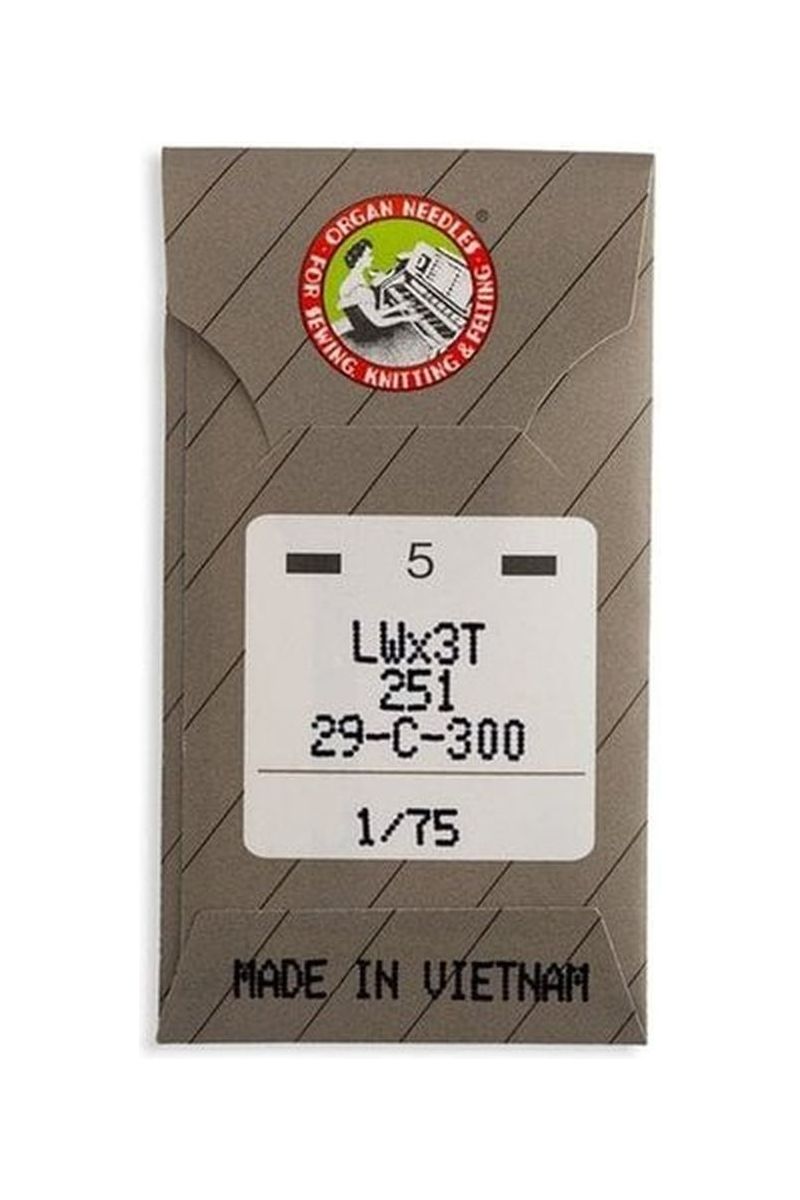 ORGAN NEEDLES ®
· FOR SEWING, KNITTING & FELTING ·
5
LWx3T
251
29-C-300
1/75
MADE IN VIETNAM